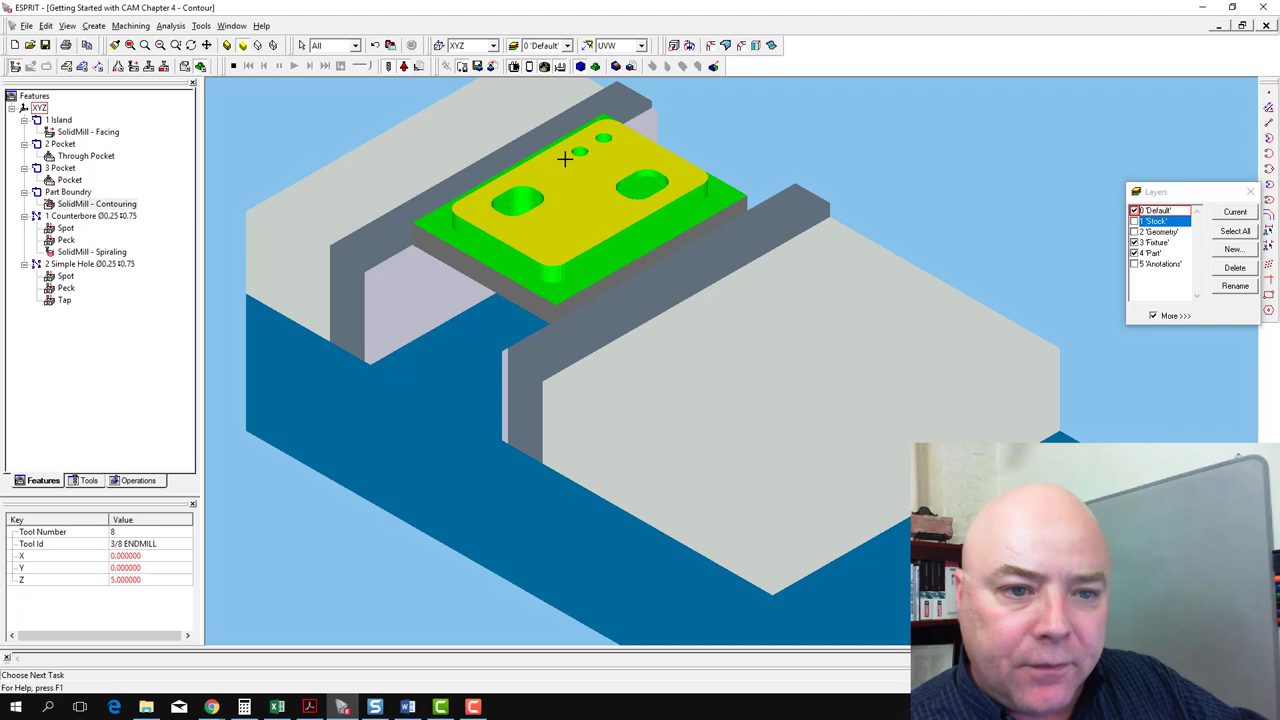 ESPRIT - [Getting Started with CAM Chapter 4 - Contour]
File Edit View Create Machining Analysis Tools Window Help
All XYZ 0 'Default' UVW
Features
XYZ
1 Island
SolidMill - Facing
2 Pocket
Through Pocket
3 Pocket
Pocket
Part Boundary
SolidMill - Contouring
1 Counterbore Ø0.25 ↧0.75
Spot
Peck
SolidMill - Spiraling
2 Simple Hole Ø0.25 ↧0.75
Spot
Peck
Tap
Features Tools Operations
Key Value
Tool Number 8
Tool Id 3/8 ENDMILL
X 0.000000
Y 0.000000
Z 5.000000
Layers
0 'Default'
1 'Stock'
2 'Geometry'
3 'Fixture'
4 'Part'
5 'Anotations'
Current
Select All
New...
Delete
Rename
More >>>
Choose Next Task
For Help, press F1